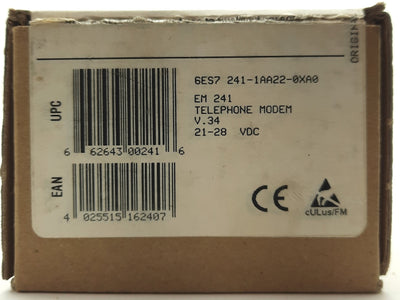 ORIGIN
UPC
6 62643 00241 6
6ES7 241-1AA22-0XA0
EM 241
TELEPHONE MODEM
V.34
21-28 VDC
EAN
4 025515 162407
CE
cULus/FM